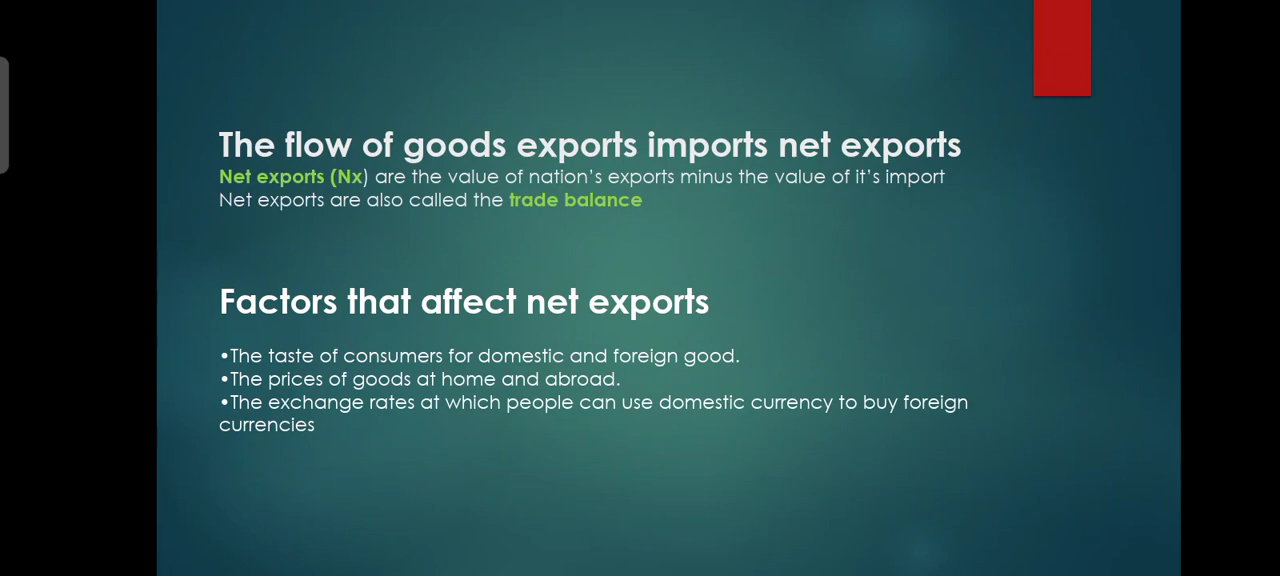 The flow of goods exports imports net exports
Net exports (Nx) are the value of nation’s exports minus the value of it’s import
Net exports are also called the trade balance
Factors that affect net exports
•The taste of consumers for domestic and foreign good.
•The prices of goods at home and abroad.
•The exchange rates at which people can use domestic currency to buy foreign
currencies